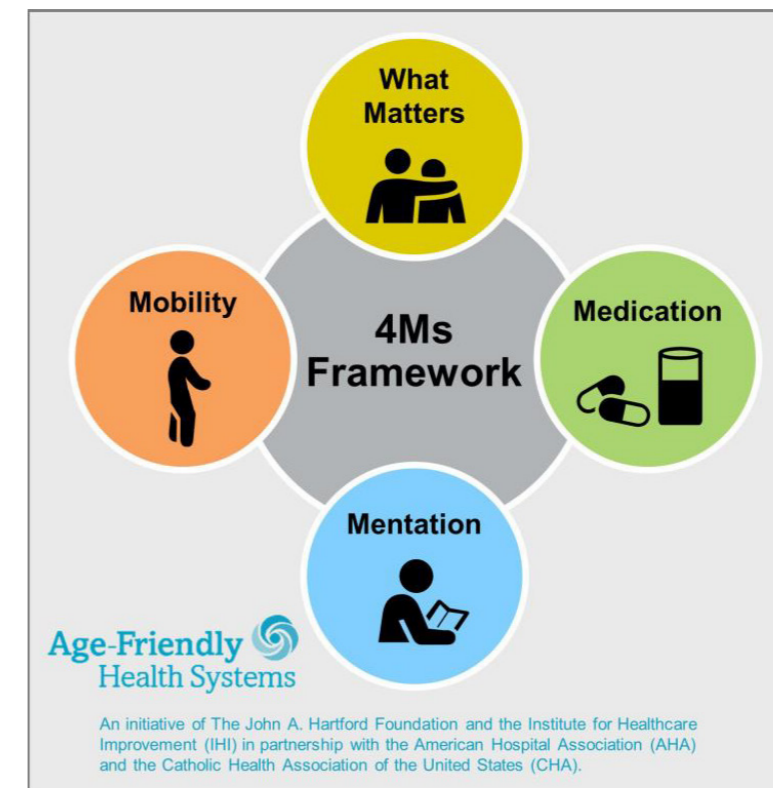 What
Matters
Mobility
4Ms
Framework
Medication
Mentation
Age-Friendly
Health Systems
An initiative of The John A. Hartford Foundation and the Institute for Healthcare
Improvement (IHI) in partnership with the American Hospital Association (AHA)
and the Catholic Health Association of the United States (CHA).